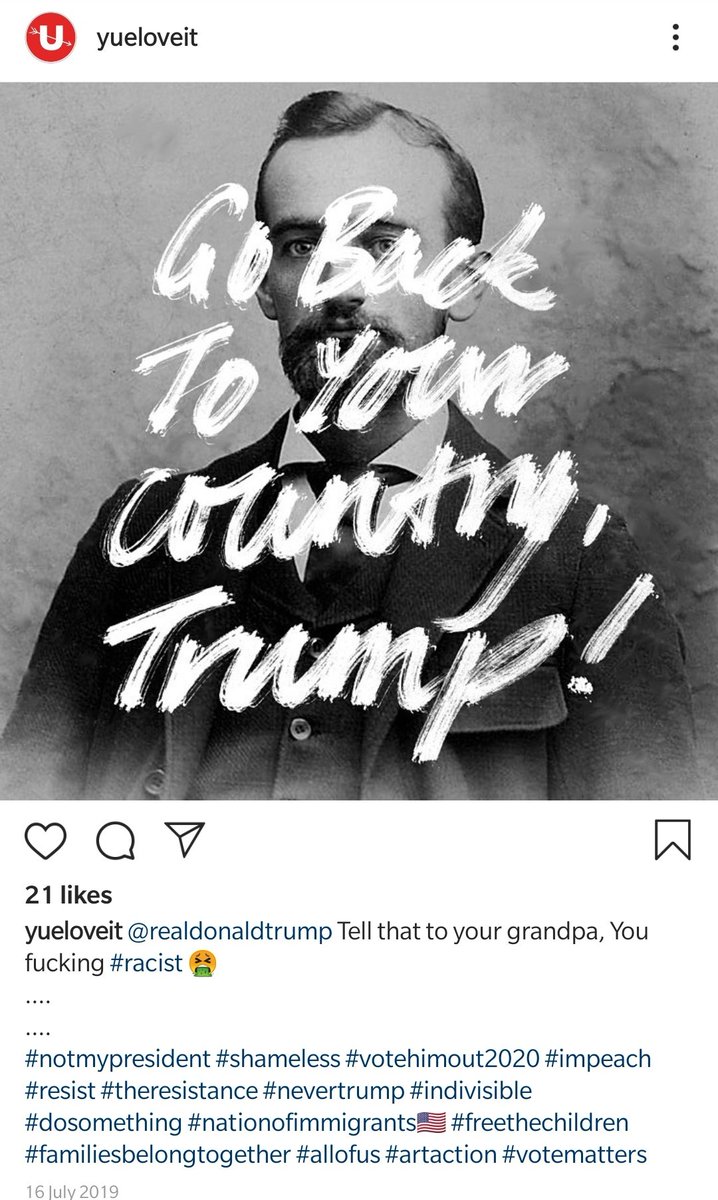 U
yueloveit
Go Back
To Your
Country,
Trump!
21 likes
yueloveit @realdonaldtrump Tell that to your grandpa, You
fucking #racist 🤮
....
....
#notmypresident #shameless #votehimout2020 #impeach
#resist #theresistance #nevertrump #indivisible
#dosomething #nationofimmigrants🇺🇸 #freethechildren
#familiesbelongtogether #allofus #artaction #votematters
16 July 2019